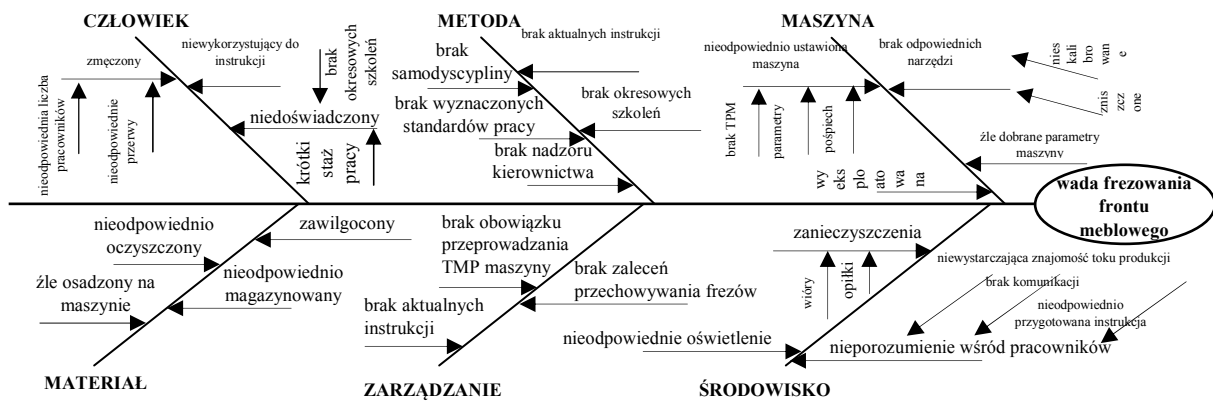 CZŁOWIEK
METODA
MASZYNA
niewykorzystujący do
instrukcji
zmęczony
nieodpowiednia liczba
pracowników
nieodpowiednie
przerwy
brak
okresowych
szkoleń
niedoświadczony
krótki
staż
pracy
brak aktualnych instrukcji
brak
samodyscypliny
brak wyznaczonych
standardów pracy
brak okresowych
szkoleń
brak nadzoru
kierownictwa
nieodpowiednio ustawiona
maszyna
brak odpowiednich
narzędzi
nies
kali
bro
wan
e
znis
zcz
one
brak TPM
parametry
pośpiech
źle dobrane parametry
maszyny
wy
eks
plo
ato
wa
na
wada frezowania
frontu
meblowego
nieodpowiednio
oczyszczony
zawilgocony
źle osadzony na
maszynie
nieodpowiednio
magazynowany
MATERIAŁ
brak obowiązku
przeprowadzania
TMP maszyny
brak zaleceń
przechowywania frezów
brak aktualnych
instrukcji
ZARZĄDZANIE
zanieczyszczenia
wióry
opiłki
niewystarczająca znajomość toku produkcji
brak komunikacji
nieodpowiednio
przygotowana instrukcja
nieodpowiednie oświetlenie
nieporozumienie wśród pracowników
ŚRODOWISKO